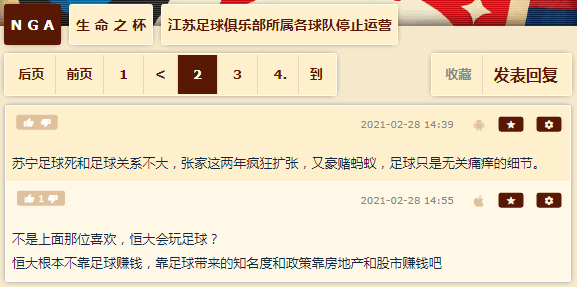 NGA 生命之杯 江苏足球俱乐部所属各球队停止运营
后页 前页 1 < 2 3 4. 到 收藏 发表回复
2021-02-28 14:39
苏宁足球死和足球关系不大，张家这两年疯狂扩张，又豪赌蚂蚁，足球只是无关痛痒的细节。
1 2021-02-28 14:55
不是上面那位喜欢，恒大会玩足球？
恒大根本不靠足球赚钱，靠足球带来的知名度和政策靠房地产和股市赚钱吧